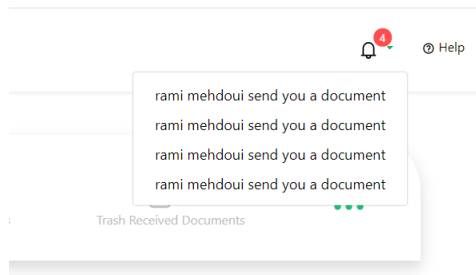 4
Help
rami mehdoui send you a document
rami mehdoui send you a document
rami mehdoui send you a document
rami mehdoui send you a document
Trash Received Documents